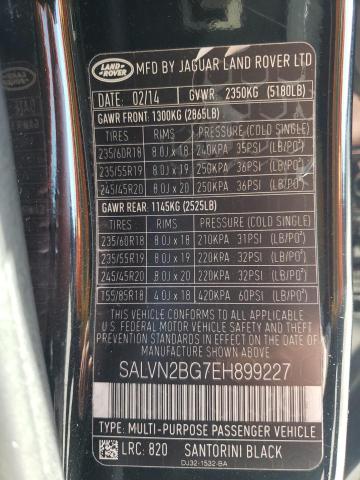 LAND
ROVER
MFD BY JAGUAR LAND ROVER LTD
DATE: 02/14 GVWR: 2350KG (5180LB)
GAWR FRONT: 1300KG (2865LB)
TIRES RIMS PRESSURE (COLD SINGLE)
235/60R18 8.0J x 18 240KPA 35PSI (LB/PO²)
235/55R19 8.0J x 19 250KPA 36PSI (LB/PO²)
245/45R20 8.0J x 20 250KPA 36PSI (LB/PO²)
GAWR REAR: 1145KG (2525LB)
TIRES RIMS PRESSURE (COLD SINGLE)
235/60R18 8.0J x 18 210KPA 31PSI (LB/PO²)
235/55R19 8.0J x 19 220KPA 32PSI (LB/PO²)
245/45R20 8.0J x 20 220KPA 32PSI (LB/PO²)
T55/85R18 4.0J x 18 420KPA 60PSI (LB/PO²)
THIS VEHICLE CONFORMS TO ALL APPLICABLE
FEDERAL MOTOR VEHICLE SAFETY
AND THEFT PREVENTION STANDARDS IN EFFECT
ON THE DATE OF MANUFACTURE SHOWN ABOVE
SALVN2BG7EH899227
TYPE: MULTI-PURPOSE PASSENGER VEHICLE
LRC: 820 SANTORINI BLACK
DJ32-1532-BA